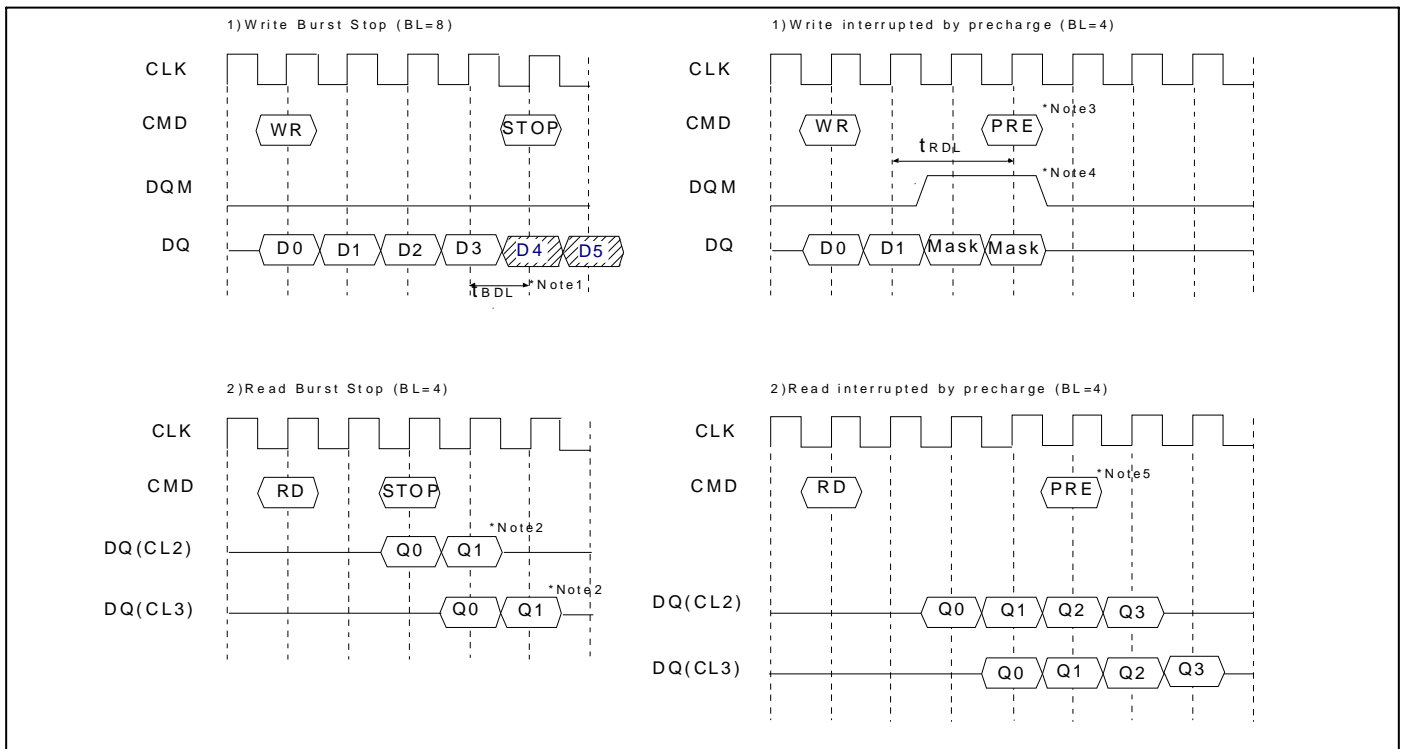 1)Write Burst Stop (BL=8)
CLK
CMD WR STOP
DQM
DQ D0 D1 D2 D3 D4 D5
tBDL *Note1
1)Write interrupted by precharge (BL=4)
CLK
CMD WR PRE *Note3
tRDL
DQM *Note4
DQ D0 D1 Mask Mask
2)Read Burst Stop (BL=4)
CLK
CMD RD STOP
*Note2
DQ(CL2) Q0 Q1
*Note2
DQ(CL3) Q0 Q1
2)Read interrupted by precharge (BL=4)
CLK
CMD RD PRE *Note5
DQ(CL2) Q0 Q1 Q2 Q3
DQ(CL3) Q0 Q1 Q2 Q3